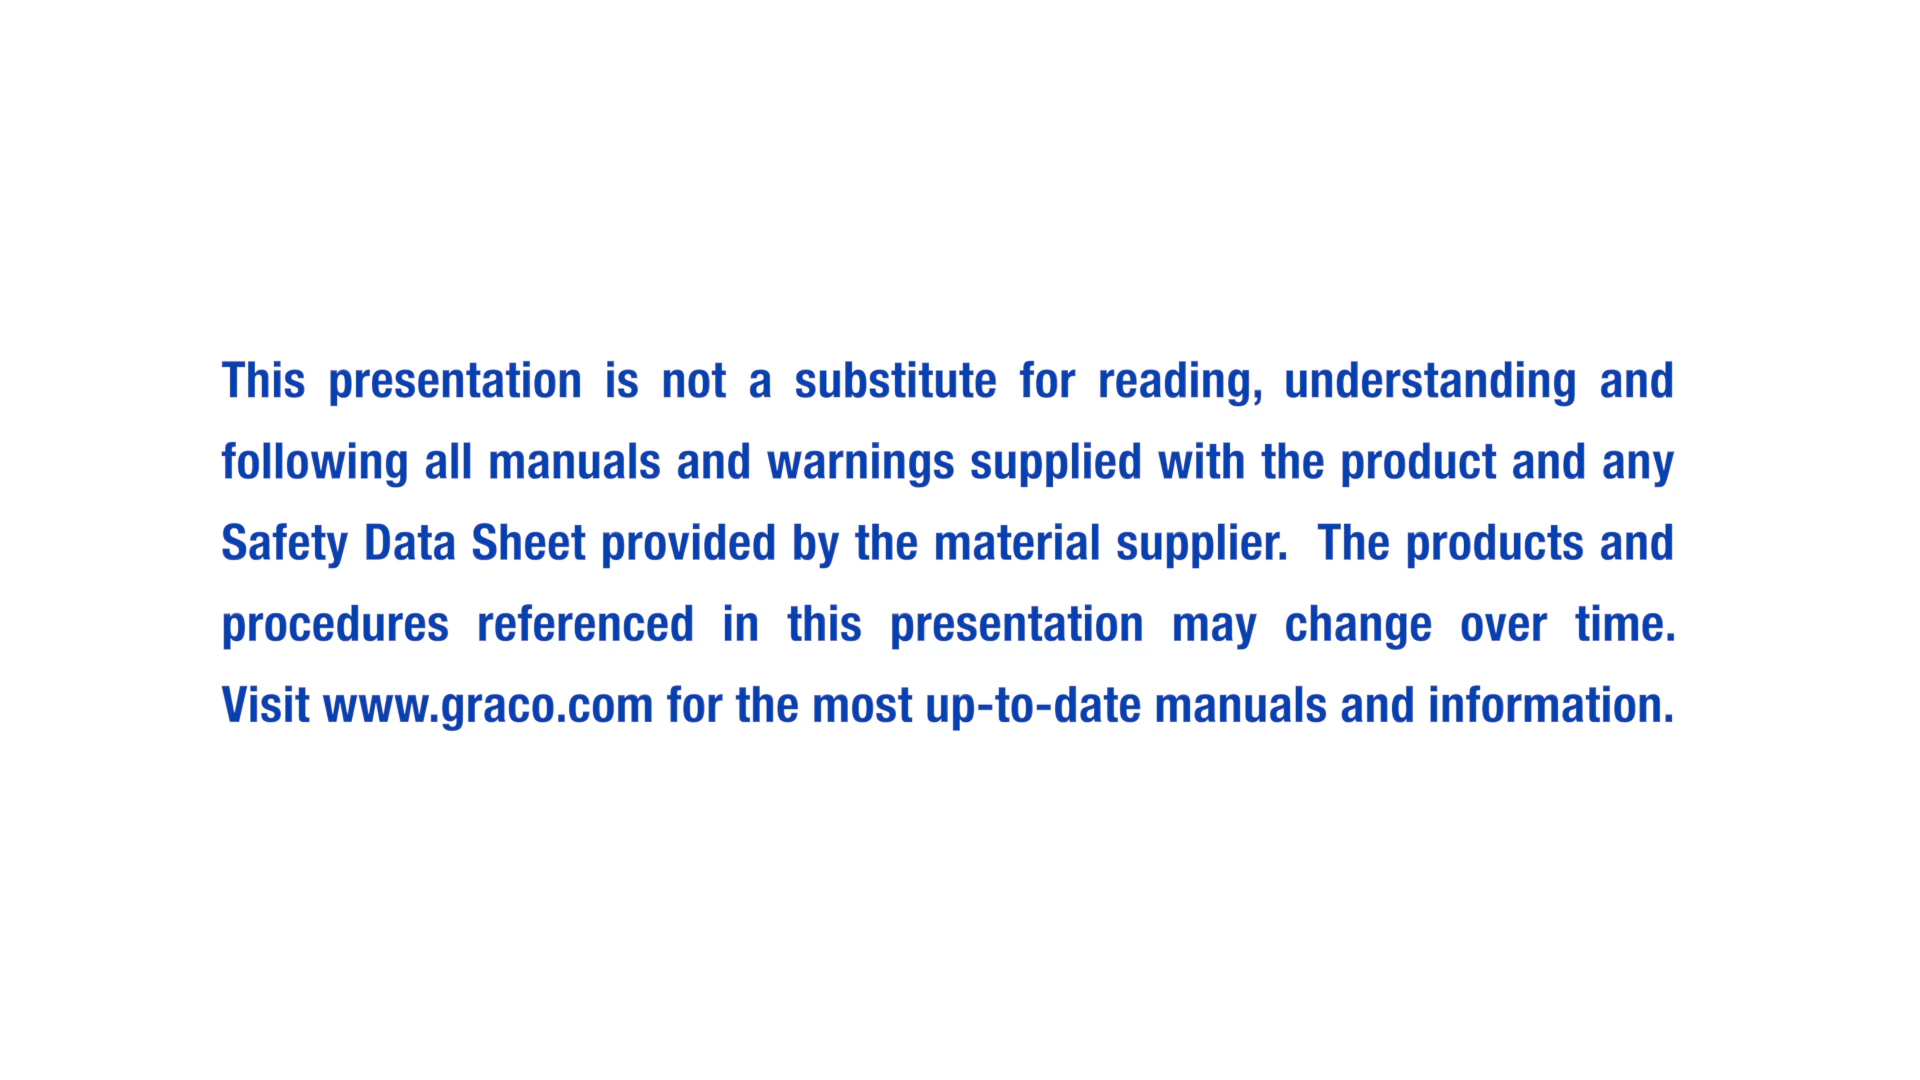 This presentation is not a substitute for reading, understanding and
following all manuals and warnings supplied with the product and any
Safety Data Sheet provided by the material supplier.  The products and
procedures referenced in this presentation may change over time.
Visit www.graco.com for the most up-to-date manuals and information.